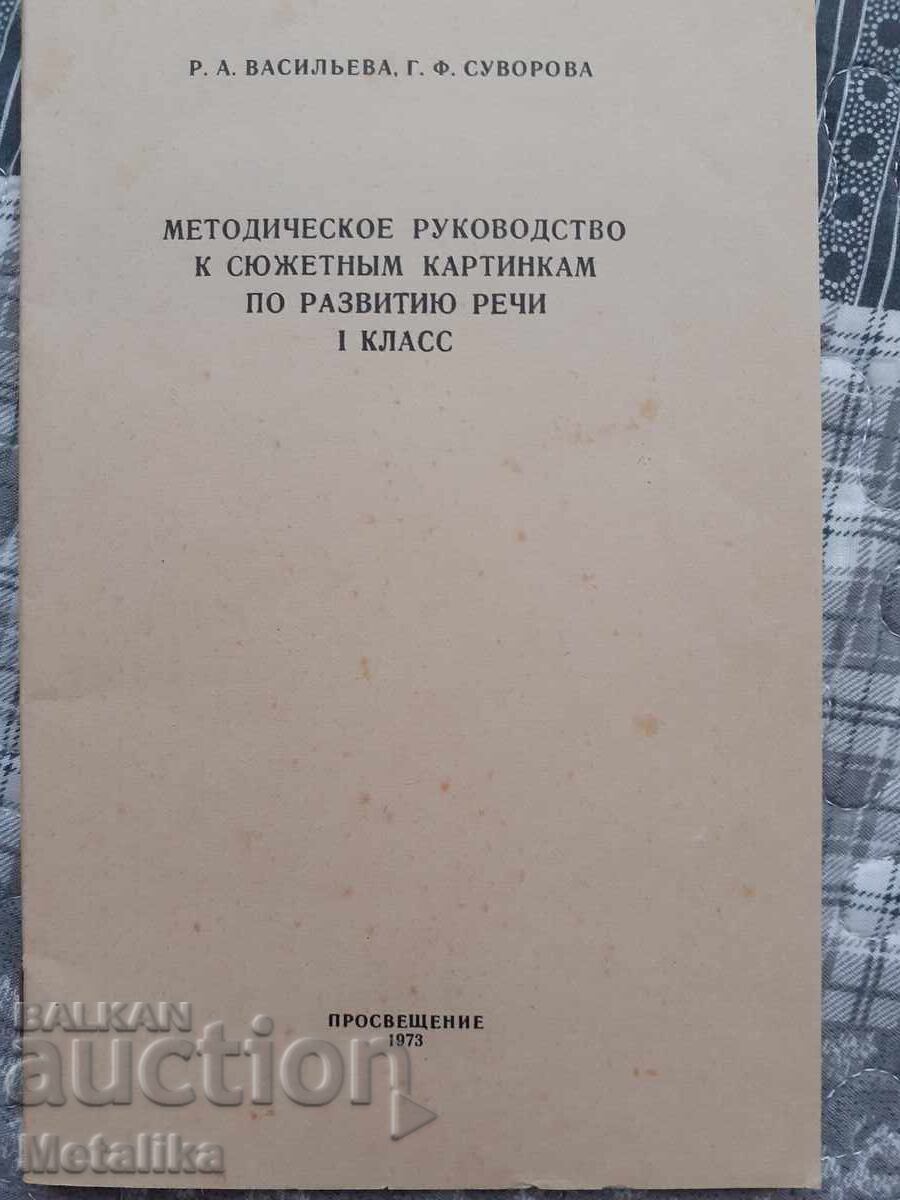 Р. А. ВАСИЛЬЕВА, Г. Ф. СУВОРОВА
МЕТОДИЧЕСКОЕ РУКОВОДСТВО
К СЮЖЕТНЫМ КАРТИНКАМ
ПО РАЗВИТИЮ РЕЧИ
I КЛАСС
ПРОСВЕЩЕНИЕ
1973
BALKAN
auction
Metalika